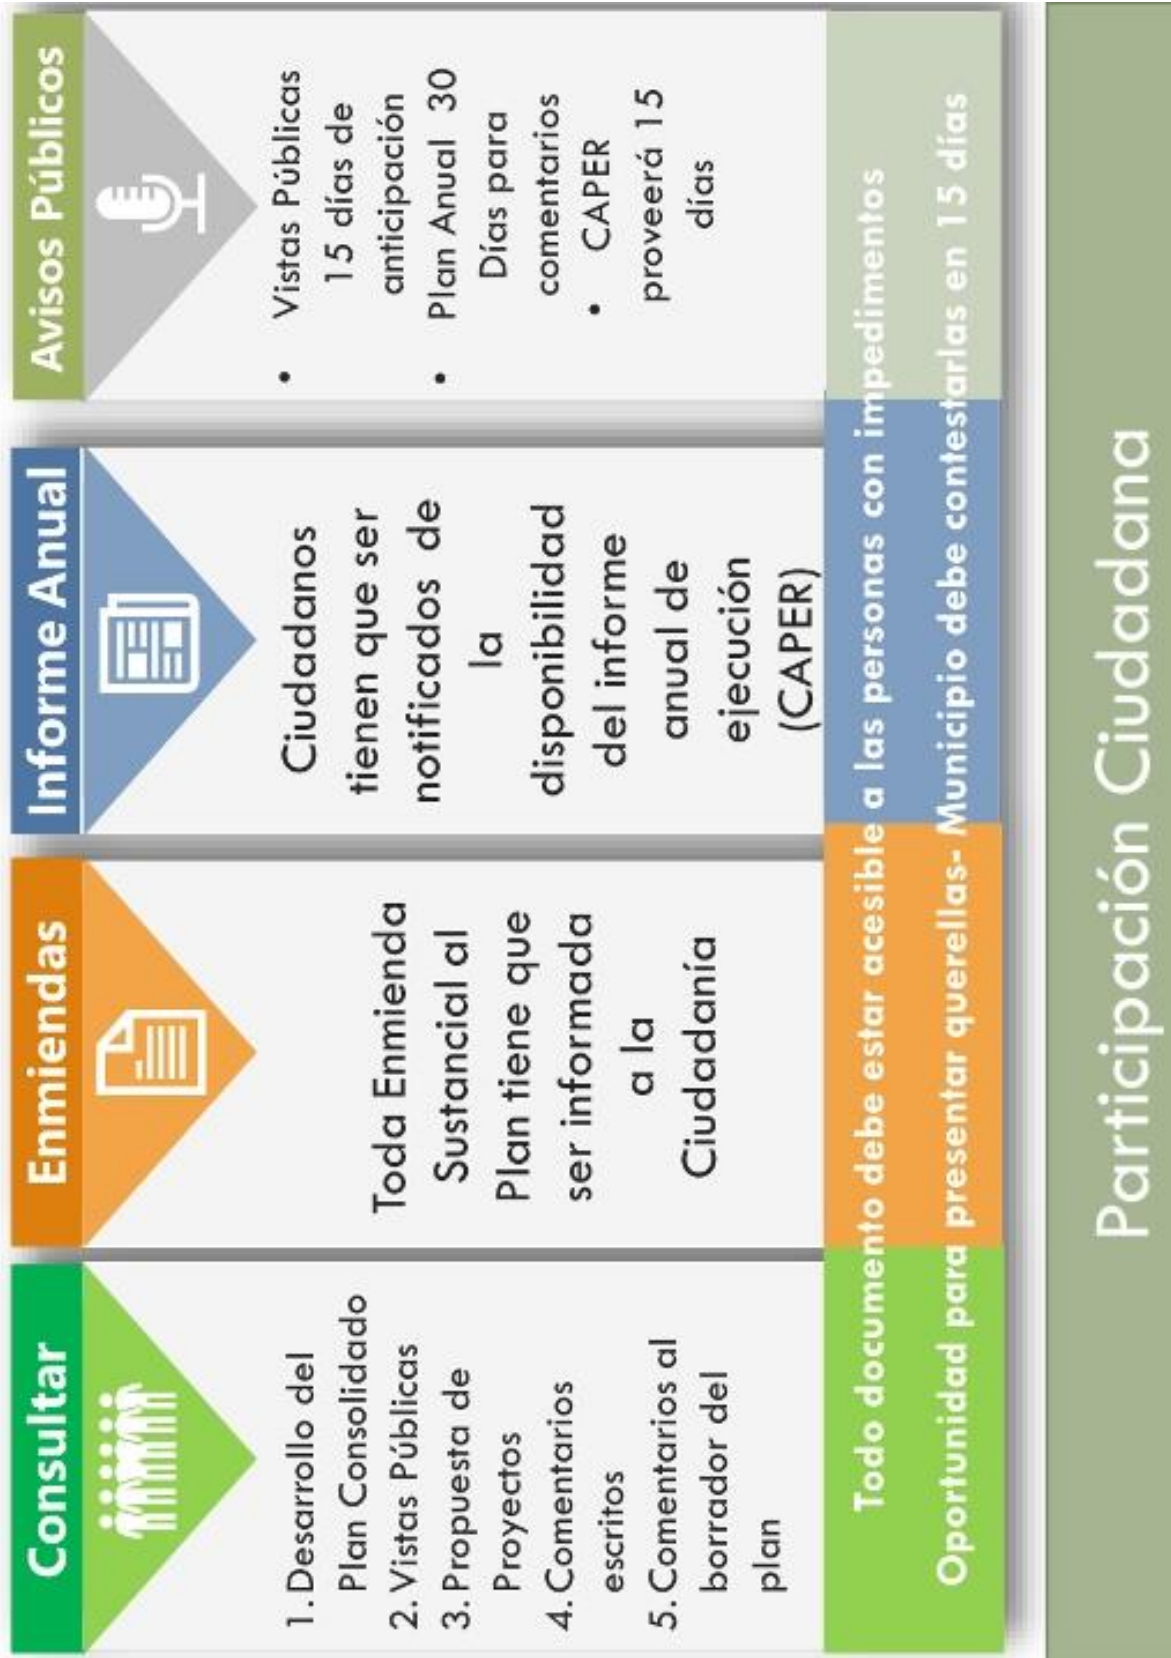 Consultar
1. Desarrollo del
Plan Consolidado
2. Vistas Públicas
3. Propuesta de
Proyectos
4. Comentarios
escritos
5. Comentarios al
borrador del
plan
Enmiendas
Toda Enmienda
Sustancial al
Plan tiene que
ser informada
a la
Ciudadanía
Informe Anual
Ciudadanos
tienen que ser
notificados de
la
disponibilidad
del informe
anual de
ejecución
(CAPER)
Avisos Públicos
• Vistas Públicas
15 días de
anticipación
• Plan Anual 30
Días para
comentarios
• CAPER
proveerá 15
días
Todo documento debe estar acesible a las personas con impedimentos
Oportunidad para presentar querellas- Municipio debe contestarlas en 15 días
Participación Ciudadana